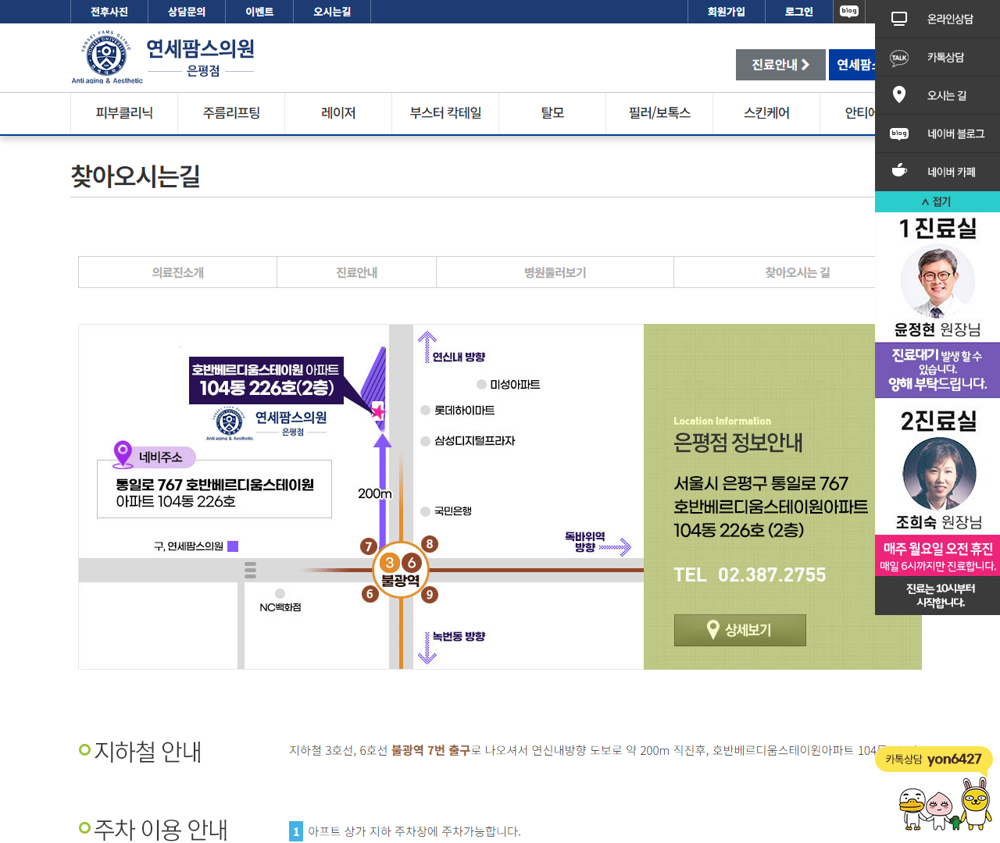 전후사진 상담문의 이벤트 오시는길 회원가입 로그인 blog
온라인상담
YONSEI FAMS CLINIC
연세팜스의원
은평점
Anti aging & Aesthetic
진료안내
연세팜
TALK 카톡상담
오시는 길
피부클리닉 주름리프팅 레이저 부스터 칵테일 탈모 필러/보톡스 스킨케어 안티에
blog 네이버 블로그
네이버 카페
찾아오시는길
∧ 접기
1 진료실
윤정현 원장님
의료진소개 진료안내 병원둘러보기 찾아오시는 길
진료대기 발생 할 수
있습니다.
양해 부탁드립니다.
2진료실
조희숙 원장님
매주 월요일 오전 휴진
매일 6시까지만 진료합니다.
진료는 10시부터
시작합니다.
연신내 방향
호반베르디움스테이원 아파트
104동 226호(2층)
미성아파트
롯데하이마트
연세팜스의원
은평점
Anti aging & Aesthetic
삼성디지털프라자
네비주소
통일로 767 호반베르디움스테이원
아파트 104동 226호
200m
국민은행
구, 연세팜스의원
독바위역
방향
7 8
3 6
불광역
6 9
NC백화점
녹번동 방향
Location Information
은평점 정보안내
서울시 은평구 통일로 767
호반베르디움스테이원아파트
104동 226호 (2층)
TEL 02.387.2755
상세보기
지하철 안내
지하철 3호선, 6호선 불광역 7번 출구로 나오셔서 연신내방향 도보로 약 200m 직진후, 호반베르디움스테이원아파트
카톡상담 yon6427
주차 이용 안내
1 아프트 상가 지하 주차장에 주차가능합니다.